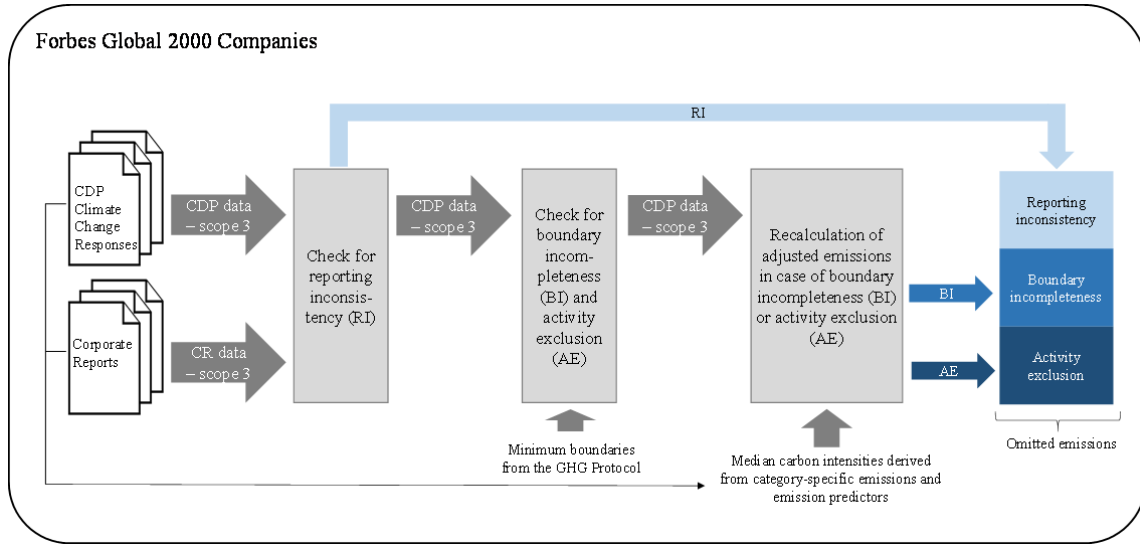 Forbes Global 2000 Companies
RI
CDP
Climate
Change
Responses
CDP data
– scope 3
Corporate
Reports
CR data
– scope 3
Check for
reporting
inconsis-
tency (RI)
CDP data
– scope 3
Check for
boundary
incom-
pleteness
(BI) and
activity
exclusion
(AE)
CDP data
– scope 3
Recalculation of
adjusted emissions
in case of boundary
incompleteness (BI)
or activity exclusion
(AE)
BI
AE
Reporting
inconsistency
Boundary
incompleteness
Activity
exclusion
Omitted emissions
Minimum boundaries
from the GHG Protocol
Median carbon intensities derived
from category-specific emissions and
emission predictors